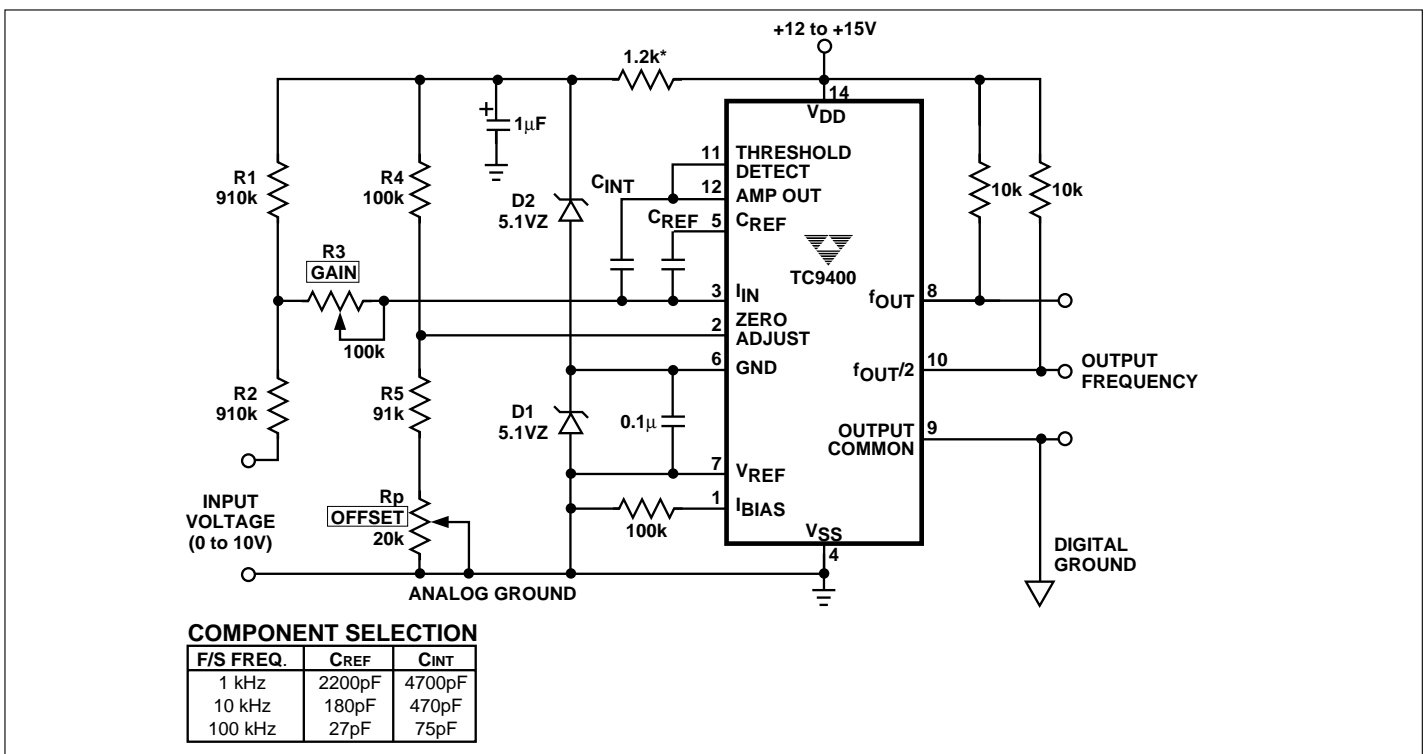 +12 to +15V
1.2k*
14
VDD
+
1µF
R1
910k
R4
100k
D2
5.1VZ
CINT
CREF
11
THRESHOLD
DETECT
12
AMP OUT
5
CREF
TC9400
10k
10k
R3
GAIN
100k
3
IIN
2
ZERO
ADJUST
6
GND
fOUT
8
fOUT/2
10
OUTPUT
FREQUENCY
R2
910k
R5
91k
D1
5.1VZ
0.1µ
OUTPUT
COMMON
9
7
VREF
1
IBIAS
100k
VSS
4
INPUT
VOLTAGE
(0 to 10V)
Rp
OFFSET
20k
ANALOG GROUND
DIGITAL
GROUND
COMPONENT SELECTION
F/S FREQ. CREF CINT
1 kHz 2200pF 4700pF
10 kHz 180pF 470pF
100 kHz 27pF 75pF